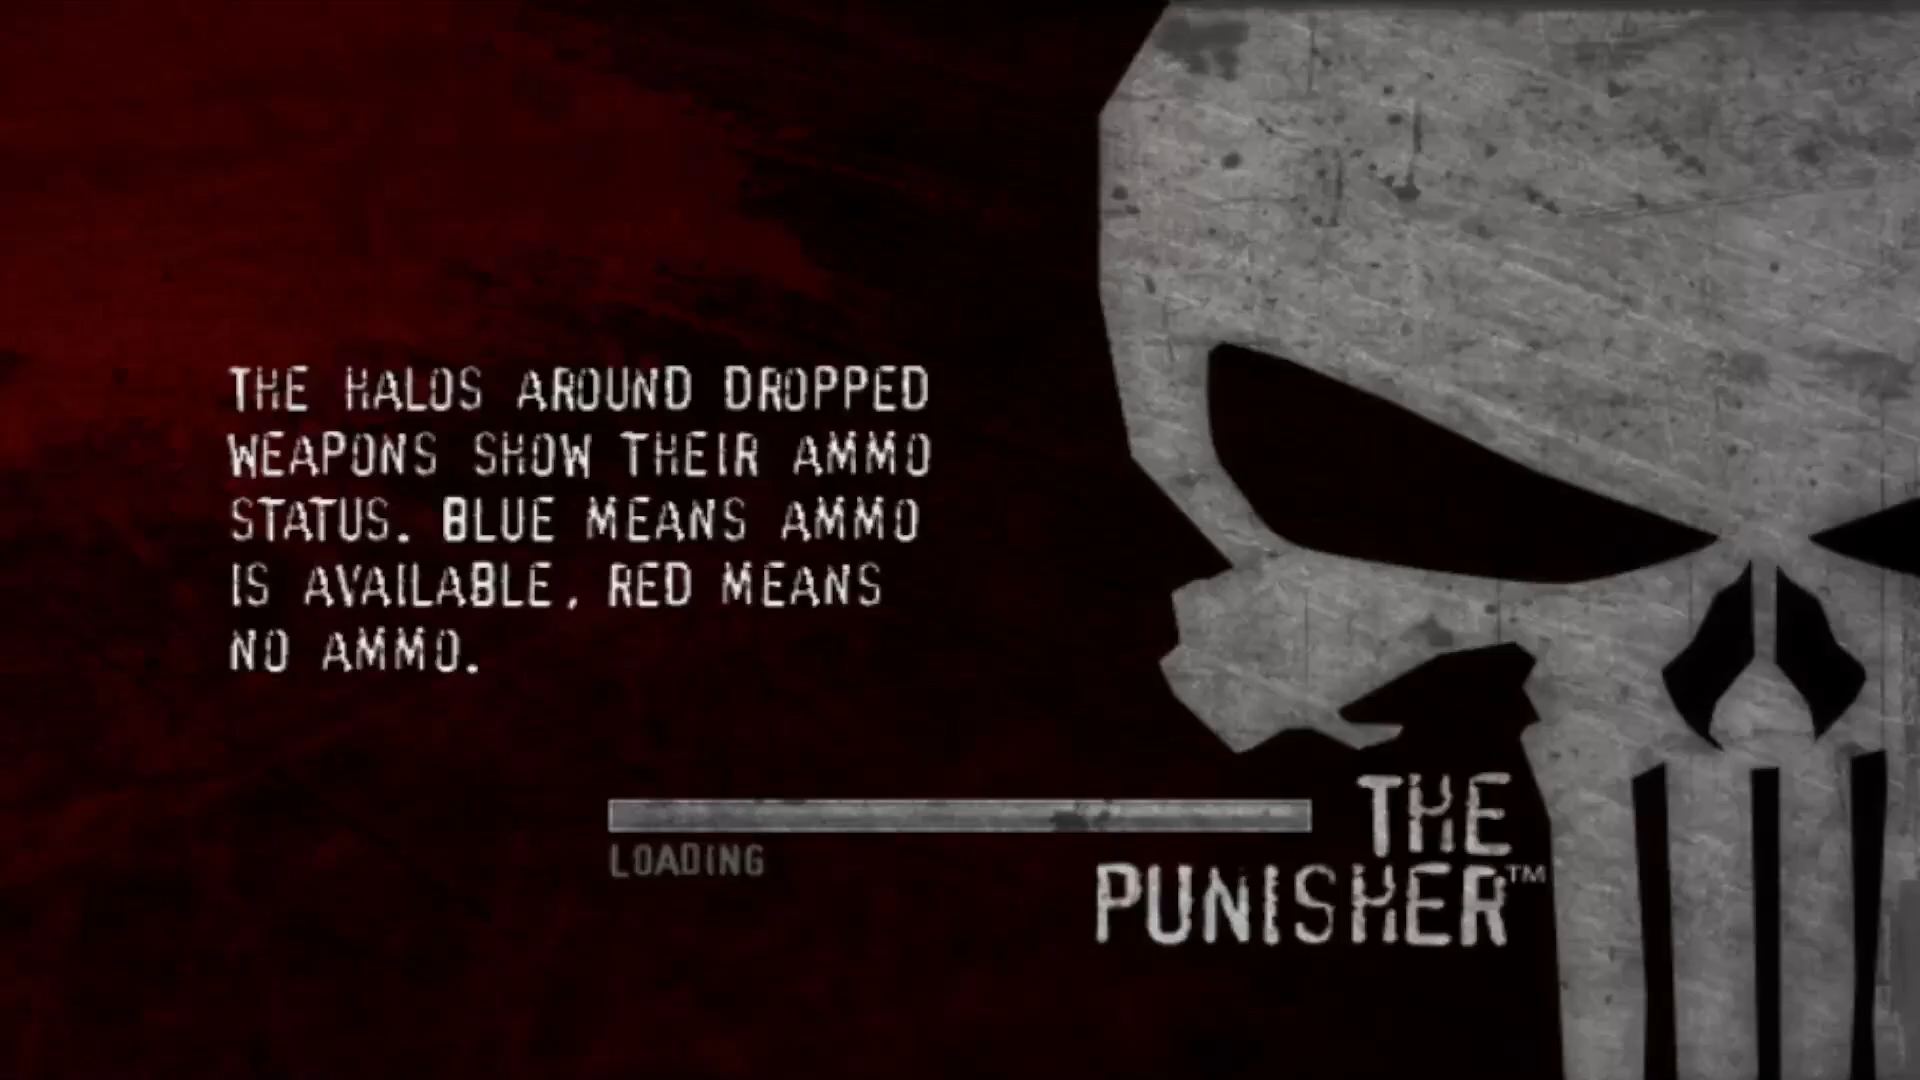 THE HALOS AROUND DROPPED
WEAPONS SHOW THEIR AMMO
STATUS. BLUE MEANS AMMO
IS AVAILABLE, RED MEANS
NO AMMO.
LOADING
THE
PUNISHER™